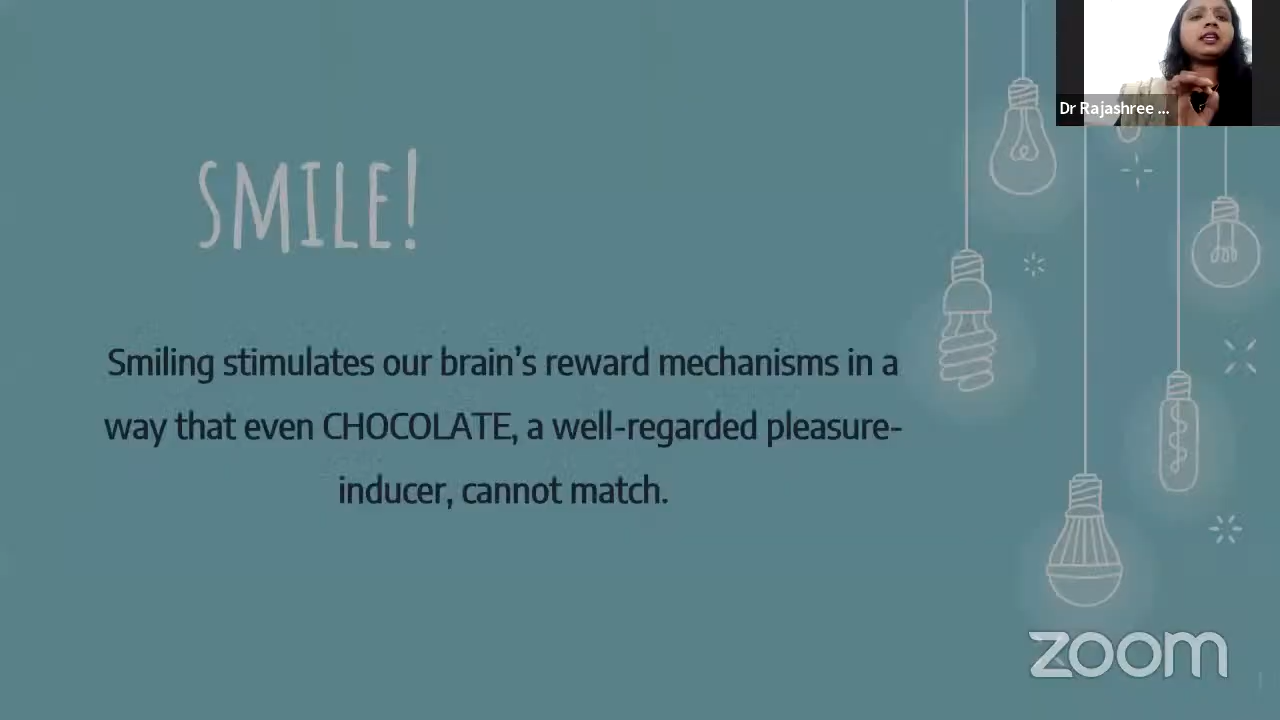 Dr Rajashree ...
SMILE!
Smiling stimulates our brain’s reward mechanisms in a
way that even CHOCOLATE, a well-regarded pleasure-
inducer, cannot match.
zoom